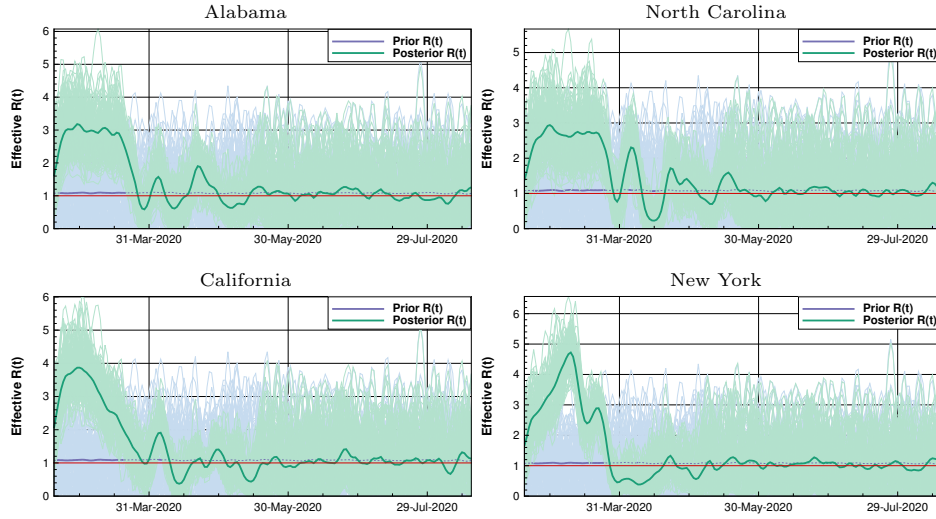 Alabama
Effective R(t)
6
5
4
3
2
1
0
Prior R(t)
Posterior R(t)
31-Mar-2020 30-May-2020 29-Jul-2020
North Carolina
Effective R(t)
5
4
3
2
1
0
Prior R(t)
Posterior R(t)
31-Mar-2020 30-May-2020 29-Jul-2020
California
Effective R(t)
6
5
4
3
2
1
0
Prior R(t)
Posterior R(t)
31-Mar-2020 30-May-2020 29-Jul-2020
New York
Effective R(t)
6
5
4
3
2
1
0
Prior R(t)
Posterior R(t)
31-Mar-2020 30-May-2020 29-Jul-2020